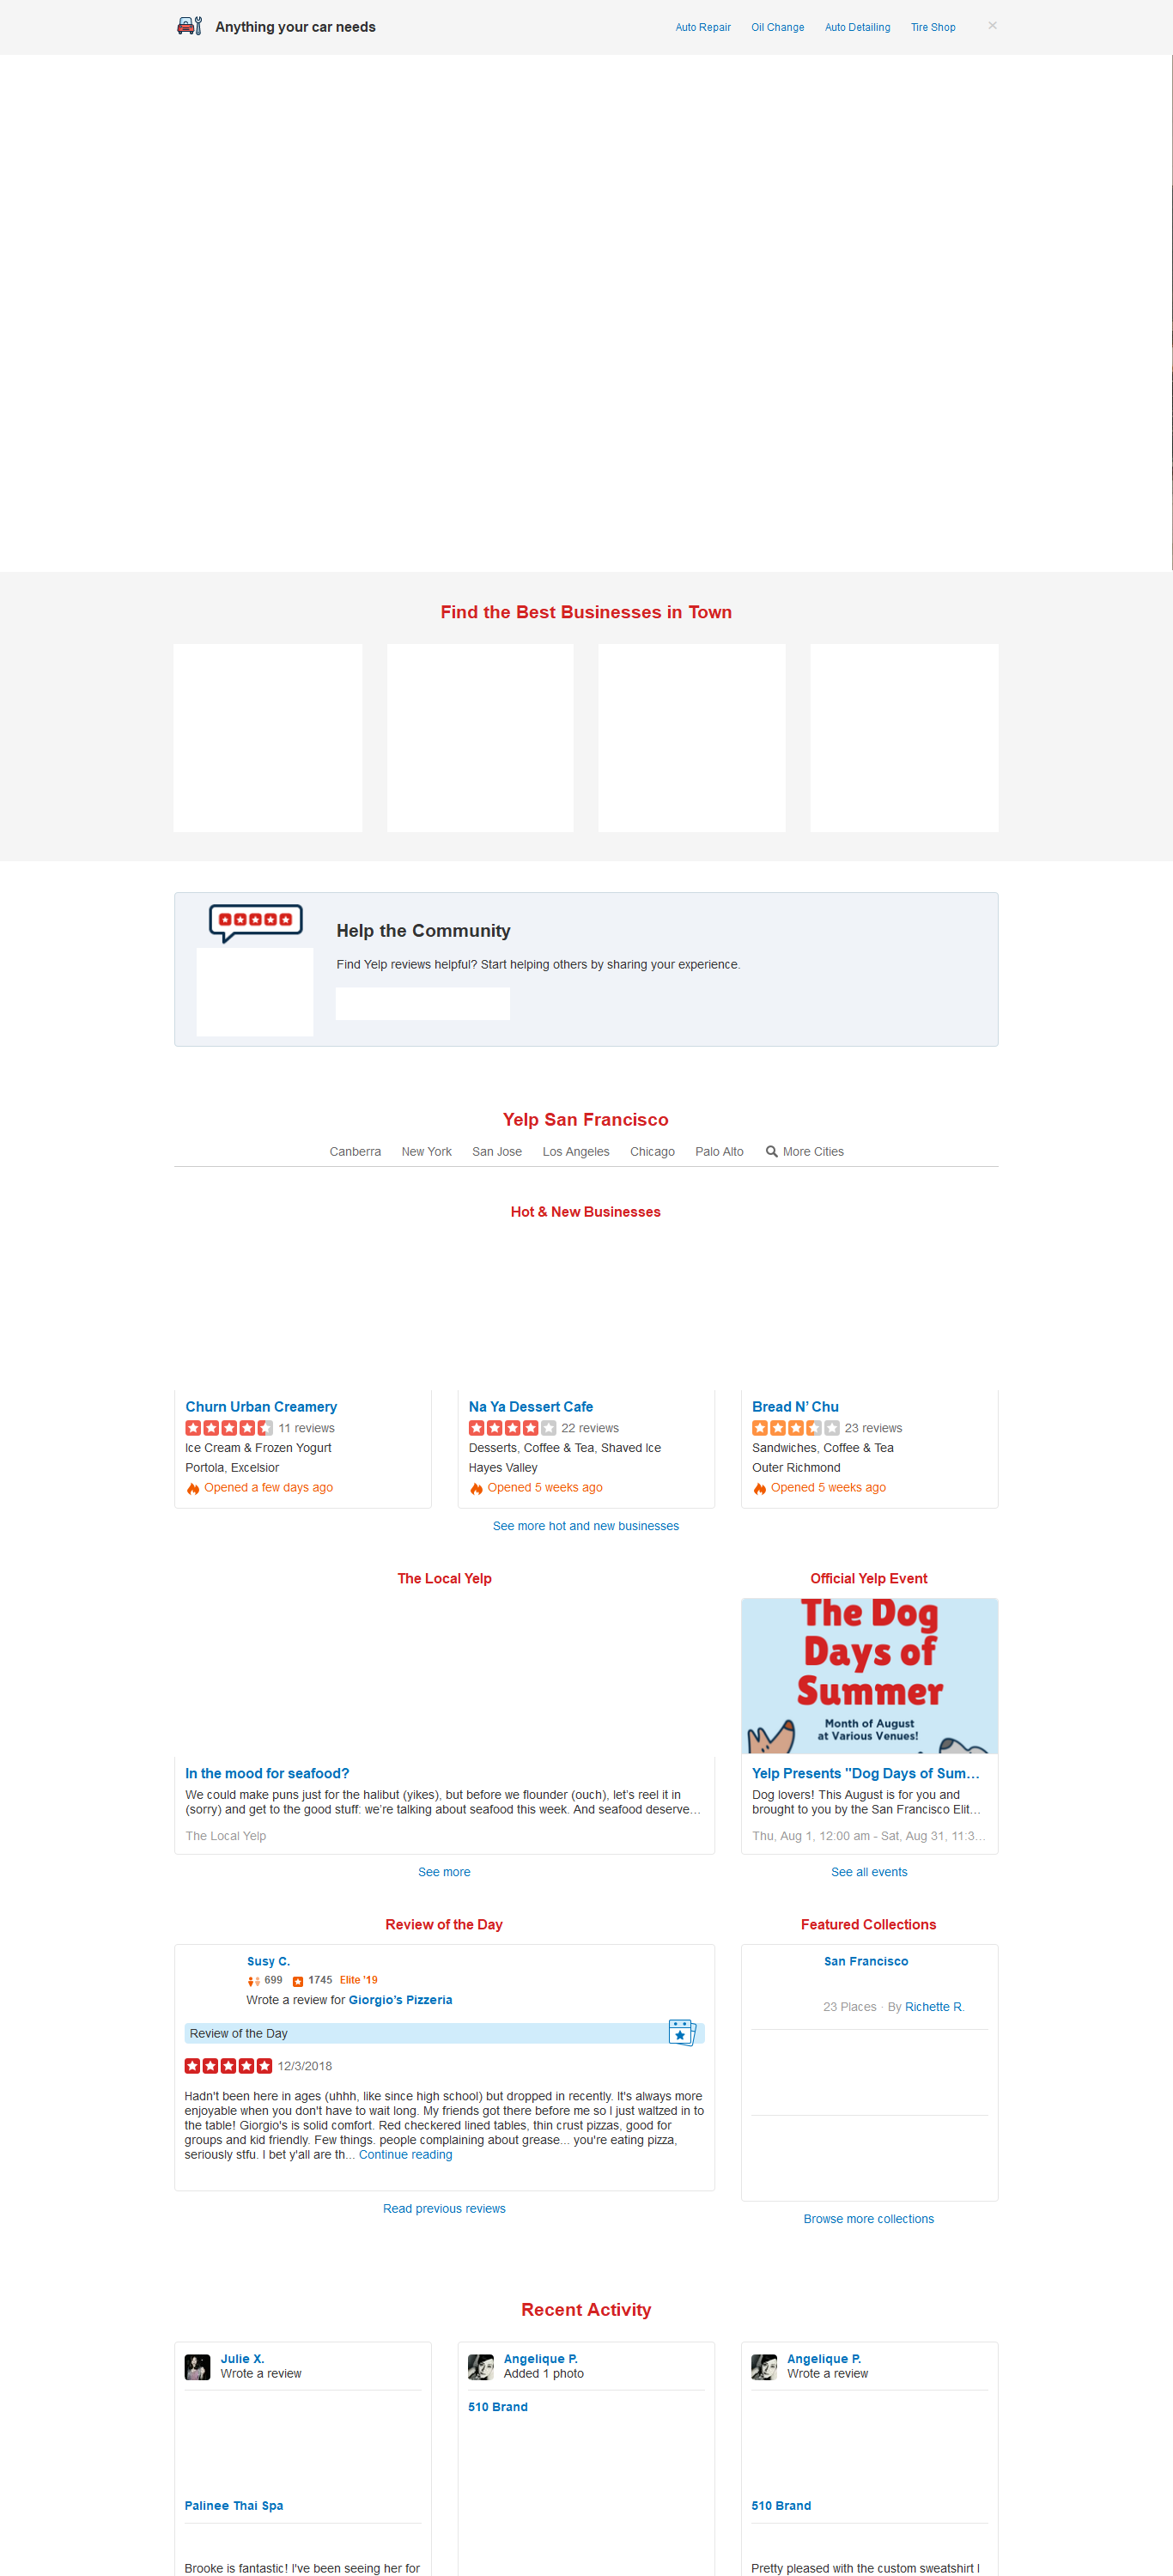 Anything your car needs
Auto Repair Oil Change Auto Detailing Tire Shop ×
Find the Best Businesses in Town
Help the Community
Find Yelp reviews helpful? Start helping others by sharing your experience.
Yelp San Francisco
Canberra New York San Jose Los Angeles Chicago Palo Alto More Cities
Hot & New Businesses
Churn Urban Creamery
11 reviews
Ice Cream & Frozen Yogurt
Portola, Excelsior
Opened a few days ago
Na Ya Dessert Cafe
22 reviews
Desserts, Coffee & Tea, Shaved Ice
Hayes Valley
Opened 5 weeks ago
Bread N’ Chu
23 reviews
Sandwiches, Coffee & Tea
Outer Richmond
Opened 5 weeks ago
See more hot and new businesses
The Local Yelp
In the mood for seafood?
We could make puns just for the halibut (yikes), but before we flounder (ouch), let’s reel it in
(sorry) and get to the good stuff: we’re talking about seafood this week. And seafood deserve…
The Local Yelp
See more
Official Yelp Event
The Dog
Days of
Summer
Month of August
at Various Venues!
Yelp Presents "Dog Days of Sum…
Dog lovers! This August is for you and
brought to you by the San Francisco Elit…
Thu, Aug 1, 12:00 am - Sat, Aug 31, 11:3…
See all events
Review of the Day
Susy C.
699 1745 Elite ’19
Wrote a review for Giorgio’s Pizzeria
Review of the Day
12/3/2018
Hadn't been here in ages (uhhh, like since high school) but dropped in recently. It's always more
enjoyable when you don't have to wait long. My friends got there before me so I just waltzed in to
the table! Giorgio's is solid comfort. Red checkered lined tables, thin crust pizzas, good for
groups and kid friendly. Few things. people complaining about grease... you're eating pizza,
seriously stfu. I bet y'all are th... Continue reading
Read previous reviews
Featured Collections
San Francisco
23 Places · By Richette R.
Browse more collections
Recent Activity
Julie X.
Wrote a review
Palinee Thai Spa
Brooke is fantastic! I've been seeing her for
Angelique P.
Added 1 photo
510 Brand
Angelique P.
Wrote a review
510 Brand
Pretty pleased with the custom sweatshirt I